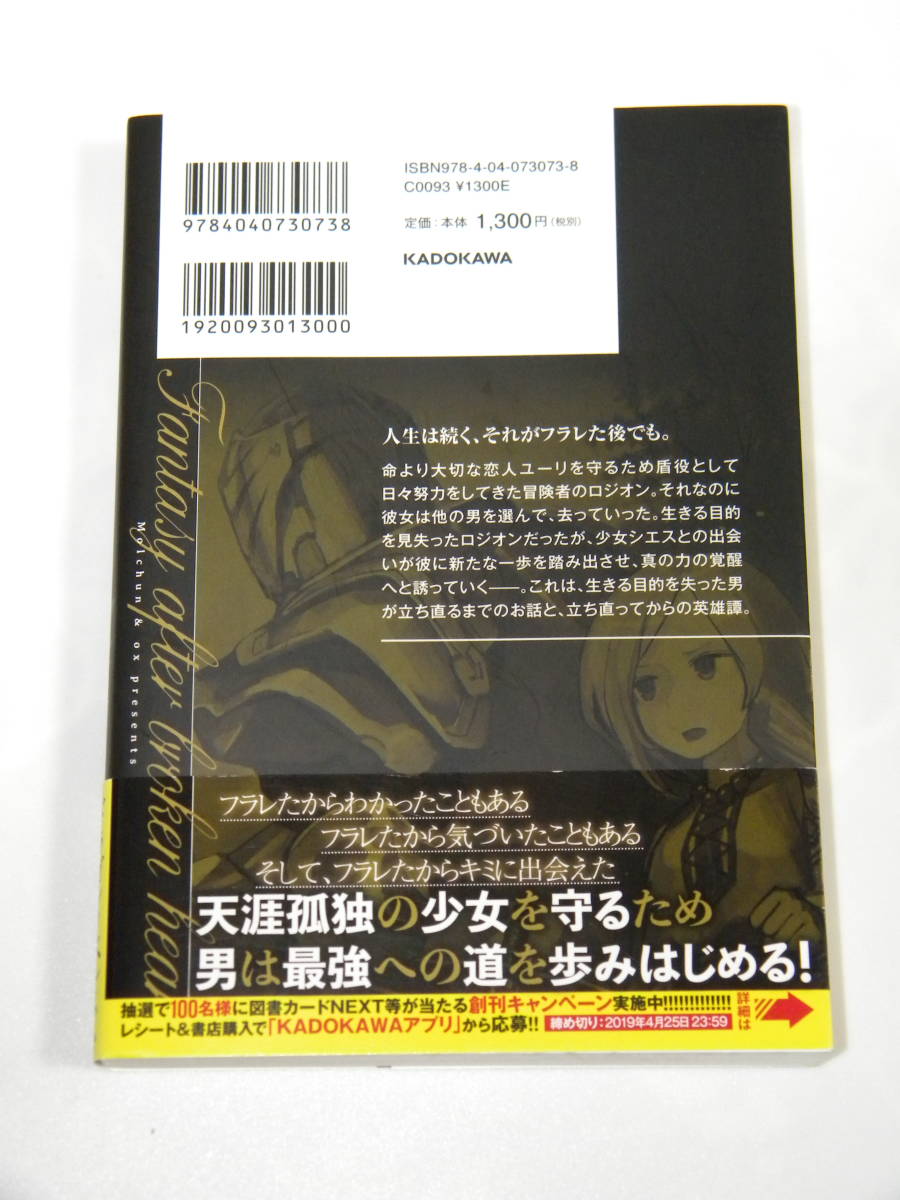 ISBN978-4-04-073073-8
C0093 ¥1300E
定価:本体 1,300円(税別)
KADOKAWA
9784040730738
1920093013000
Fantasy after broken hear
Molchun & ox presents
人生は続く、それがフラレた後でも。
命より大切な恋人ユーリを守るため盾役として
日々努力をしてきた冒険者のロジオン。それなのに
彼女は他の男を選んで、去っていった。生きる目的
を見失ったロジオンだったが、少女シエスとの出会
いが彼に新たな一歩を踏み出させ、真の力の覚醒
へと誘っていく――。これは、生きる目的を失った男
が立ち直るまでのお話と、立ち直ってからの英雄譚。
フラレたからわかったこともある
フラレたから気づいたこともある
そして、フラレたからキミに出会えた
天涯孤独の少女を守るため
男は最強への道を歩みはじめる!
抽選で100名様に図書カードNEXT等が当たる創刊キャンペーン実施中!!!!!!!!!!!!!
レシート&書店購入で「KADOKAWAアプリ」から応募!! 締め切り:2019年4月25日 23:59
詳細は